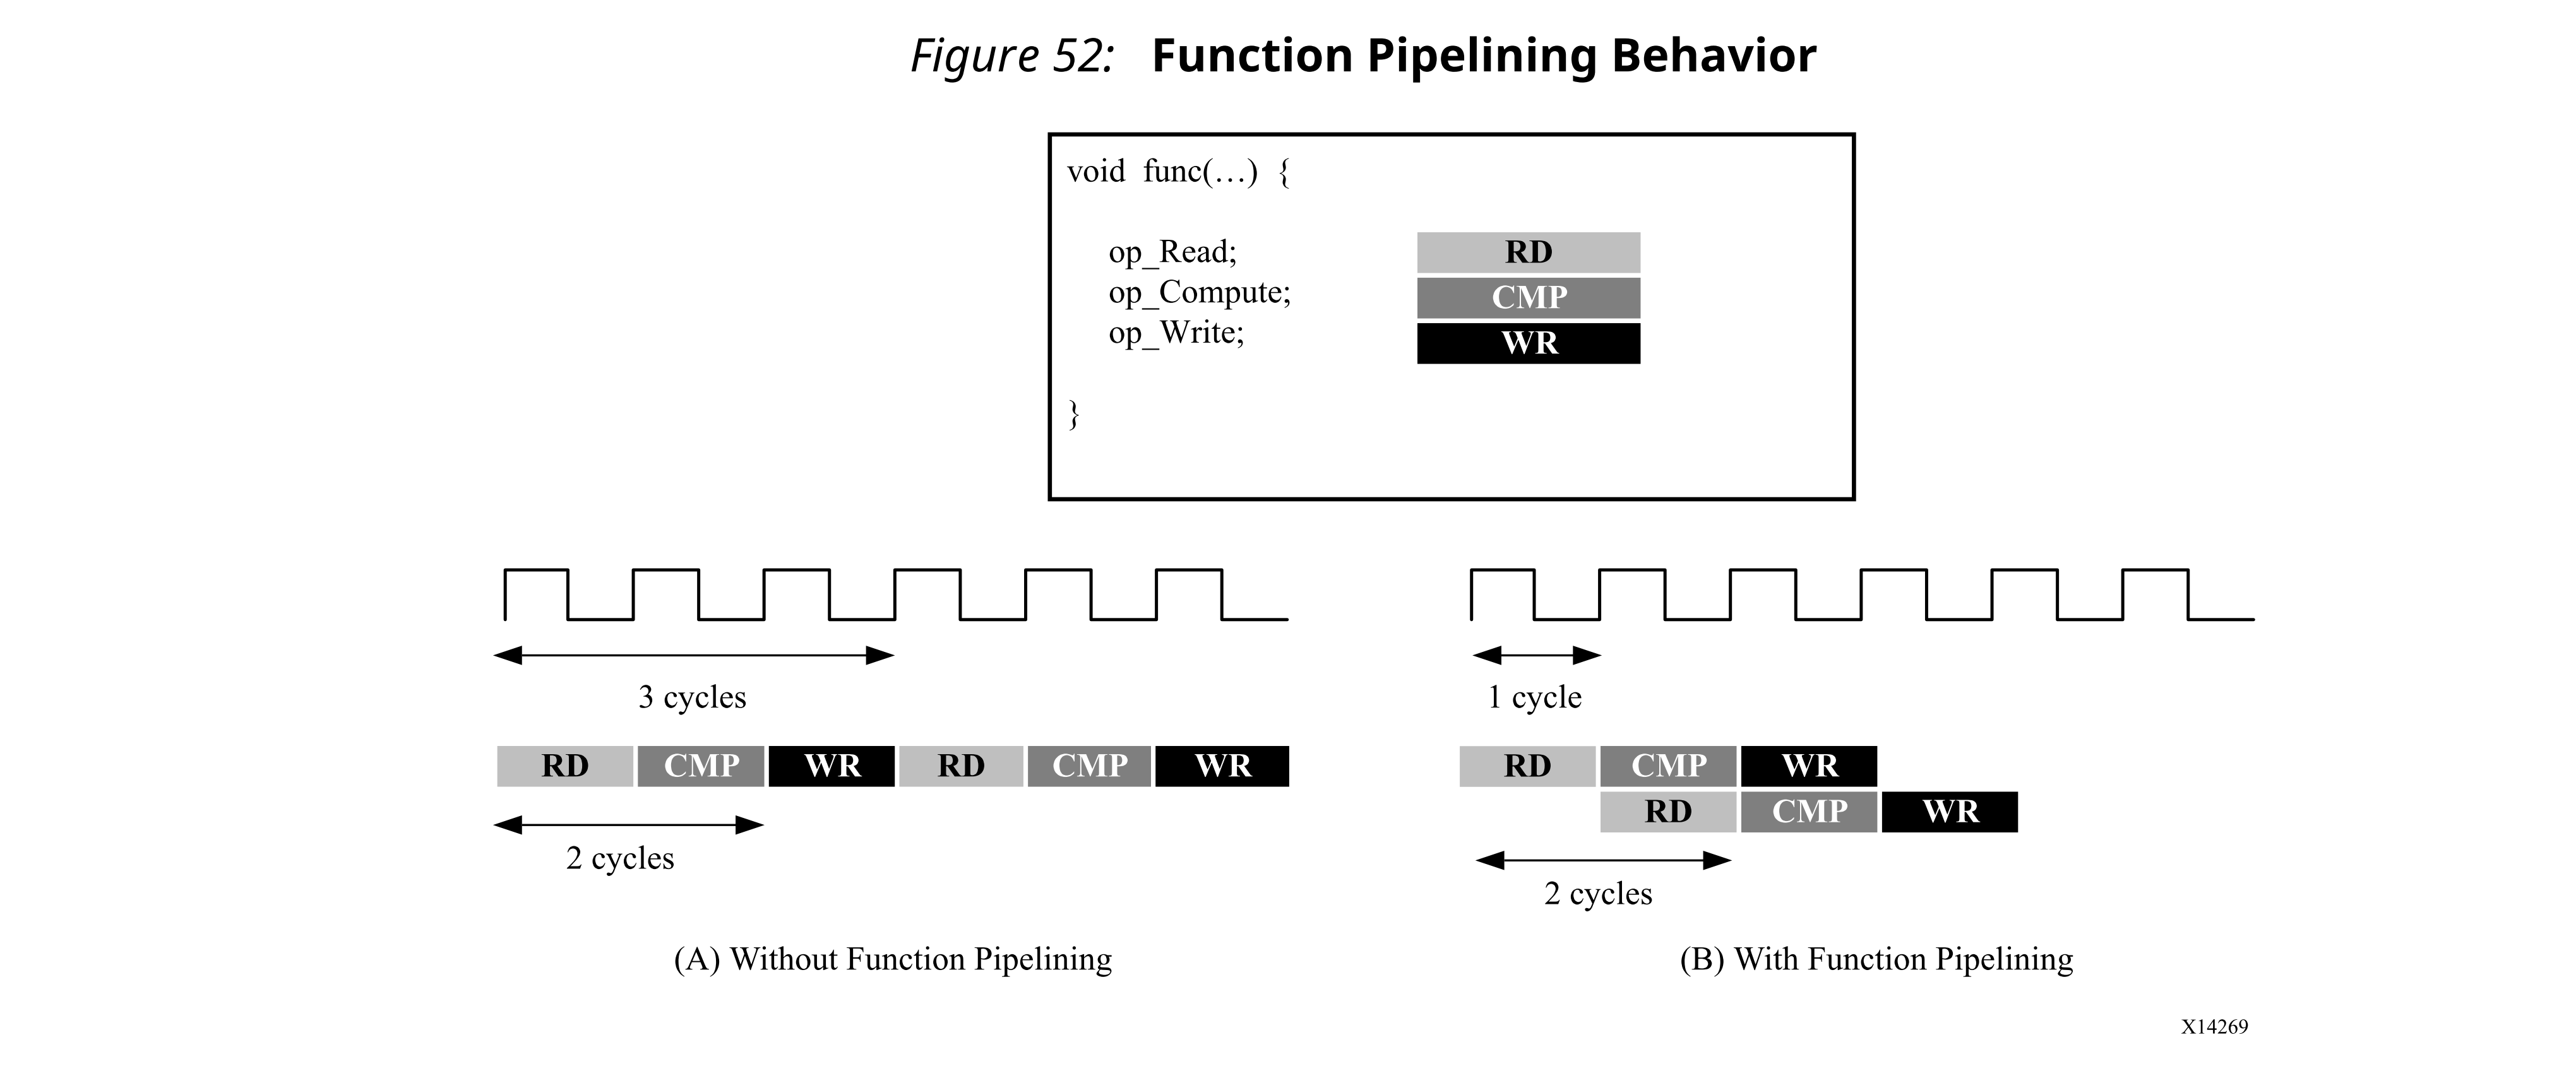 Figure 52: Function Pipelining Behavior
void func(…) {
op_Read;
RD
op_Compute;
CMP
op_Write;
WR
}
3 cycles
RD CMP WR RD CMP WR
2 cycles
(A) Without Function Pipelining
1 cycle
RD CMP WR
RD CMP WR
2 cycles
(B) With Function Pipelining
X14269